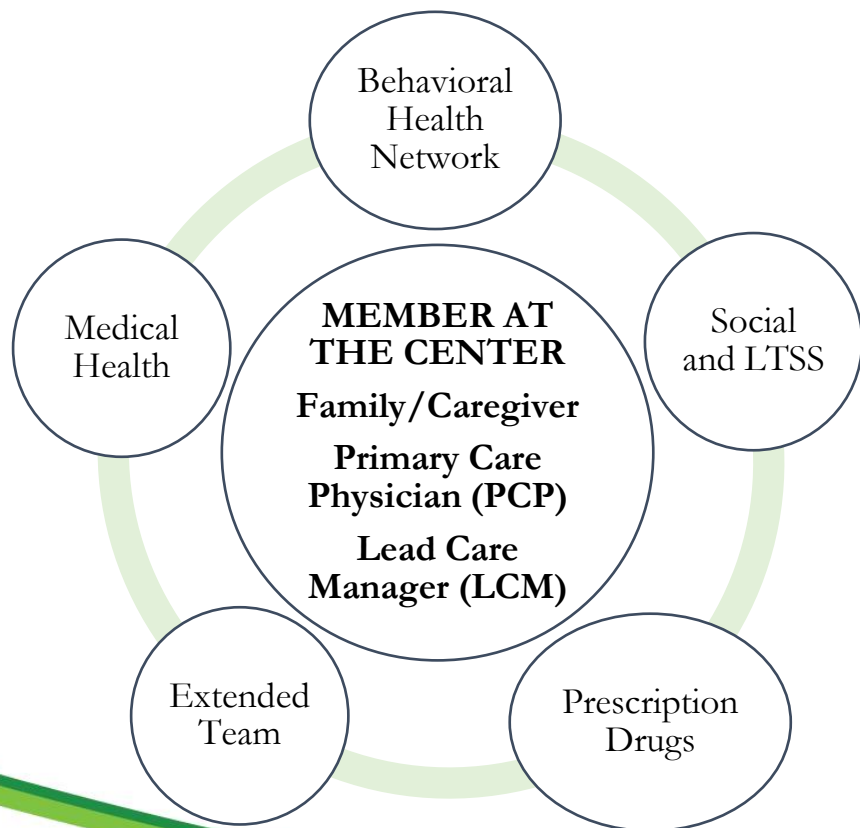 Behavioral
Health
Network
Medical
Health
MEMBER AT
THE CENTER
Family/Caregiver
Primary Care
Physician (PCP)
Lead Care
Manager (LCM)
Social
and LTSS
Extended
Team
Prescription
Drugs